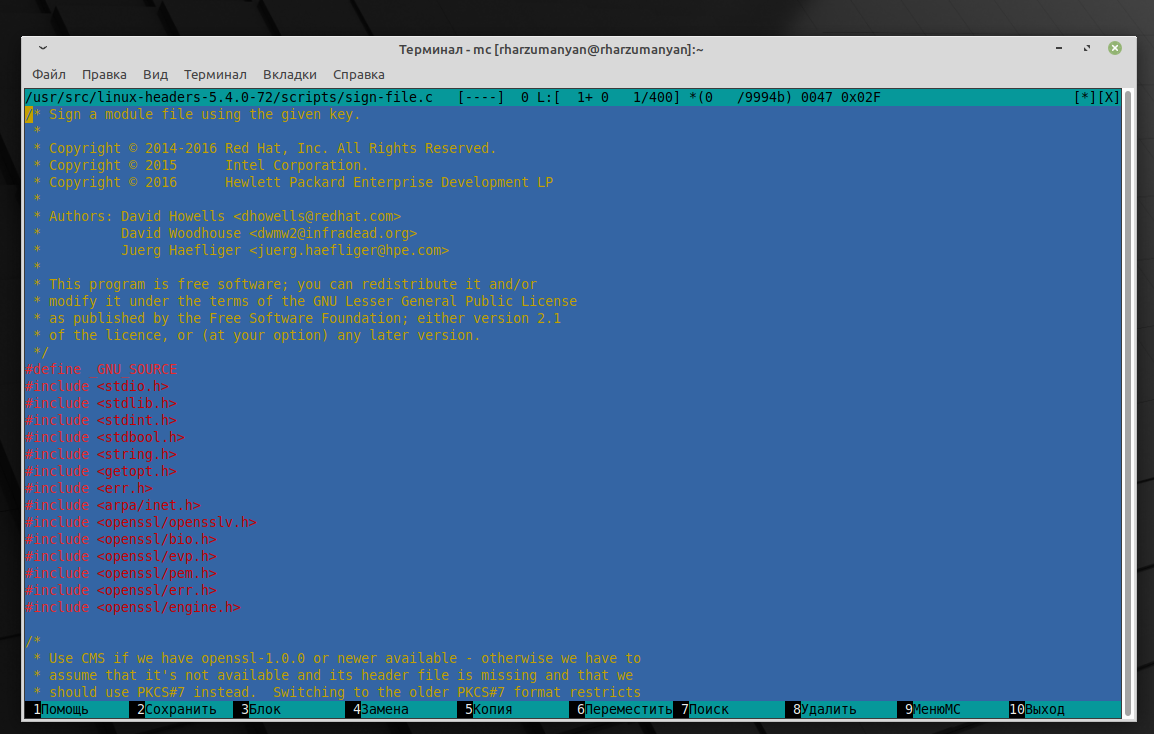 Терминал - mc [rharzumanyan@rharzumanyan]:~
Файл Правка Вид Терминал Вкладки Справка
/usr/src/linux-headers-5.4.0-72/scripts/sign-file.c [----] 0 L:[ 1+ 0 1/400] *(0 /9994b) 0047 0x02F [*][X]
/* Sign a module file using the given key.
*
* Copyright © 2014-2016 Red Hat, Inc. All Rights Reserved.
* Copyright © 2015 Intel Corporation.
* Copyright © 2016 Hewlett Packard Enterprise Development LP
*
* Authors: David Howells <dhowells@redhat.com>
* David Woodhouse <dwmw2@infradead.org>
* Juerg Haefliger <juerg.haefliger@hpe.com>
*
* This program is free software; you can redistribute it and/or
* modify it under the terms of the GNU Lesser General Public License
* as published by the Free Software Foundation; either version 2.1
* of the licence, or (at your option) any later version.
*/
#define GNU SOURCE
#include <stdio.h>
#include <stdlib.h>
#include <stdint.h>
#include <stdbool.h>
#include <string.h>
#include <getopt.h>
#include <err.h>
#include <arpa/inet.h>
#include <openssl/opensslv.h>
#include <openssl/bio.h>
#include <openssl/evp.h>
#include <openssl/pem.h>
#include <openssl/err.h>
#include <openssl/engine.h>
/*
* Use CMS if we have openssl-1.0.0 or newer available - otherwise we have to
* assume that it's not available and its header file is missing and that we
* should use PKCS#7 instead. Switching to the older PKCS#7 format restricts
1Помощь 2Сохранить 3Блок 4Замена 5Копия 6Переместить 7Поиск 8Удалить 9МенюМС 10Выход